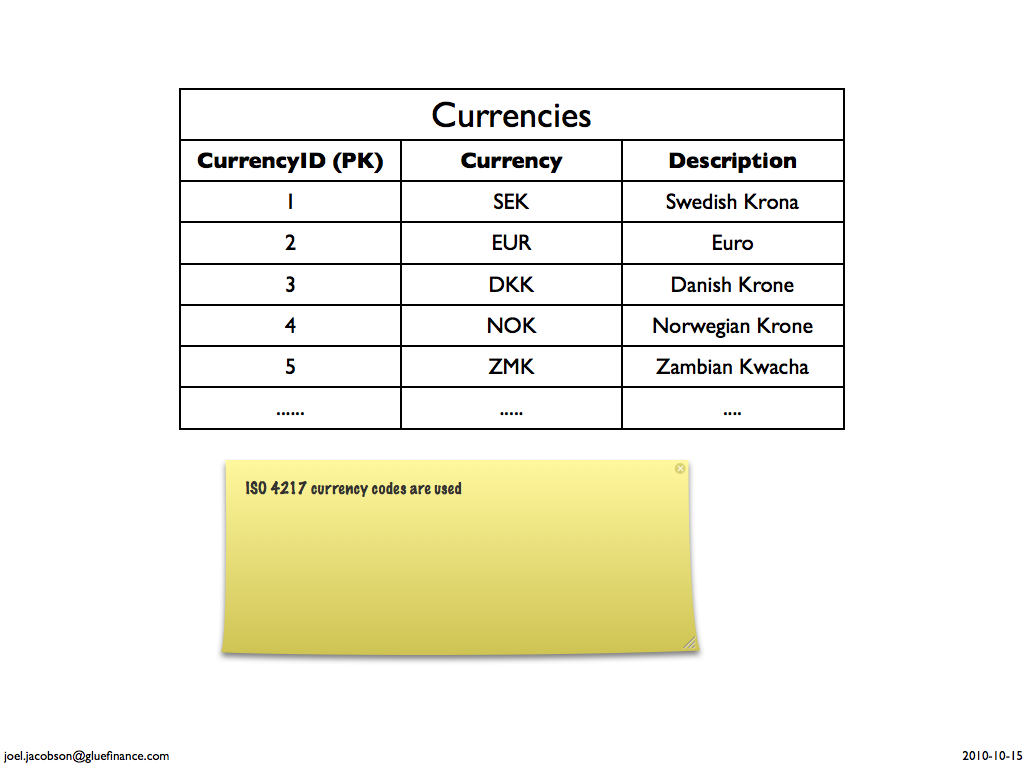 Currencies
CurrencyID (PK) Currency Description
1 SEK Swedish Krona
2 EUR Euro
3 DKK Danish Krone
4 NOK Norwegian Krone
5 ZMK Zambian Kwacha
...... ..... ....
ISO 4217 currency codes are used
joel.jacobson@gluefinance.com 2010-10-15